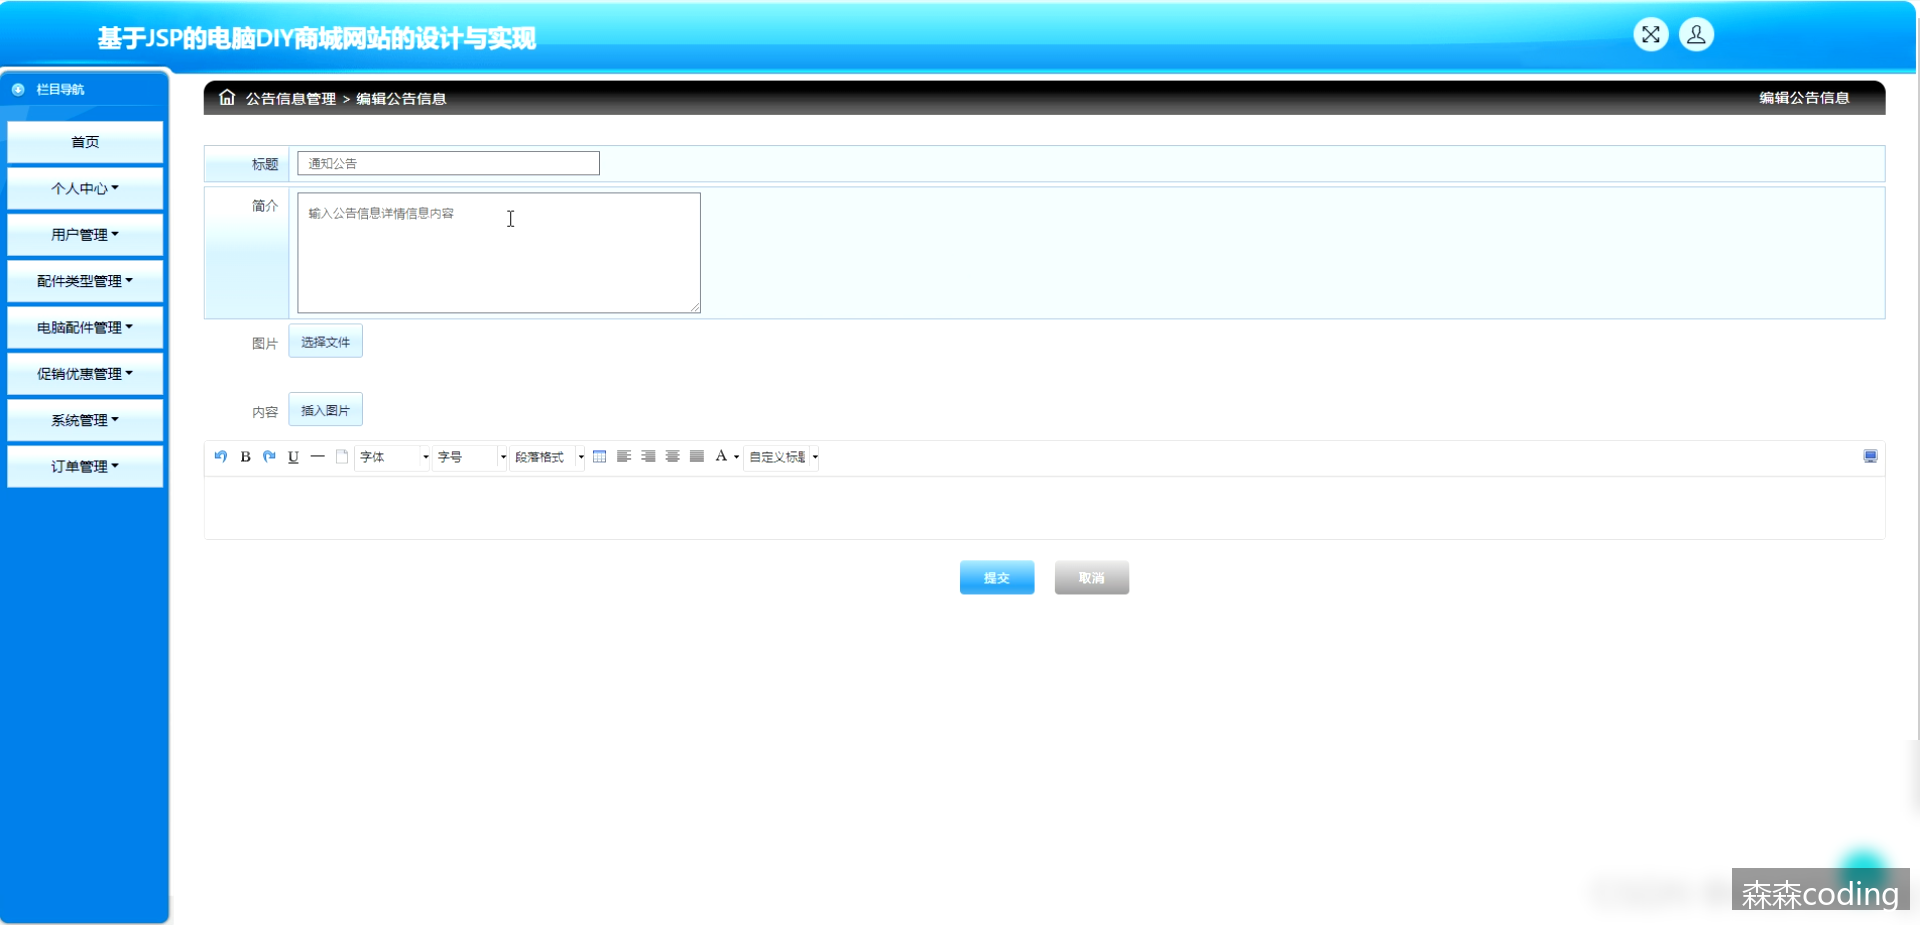 基于JSP的电脑DIY商城网站的设计与实现
栏目导航
首页
个人中心
用户管理
配件类型管理
电脑配件管理
促销优惠管理
系统管理
订单管理
公告信息管理 > 编辑公告信息
编辑公告信息
标题
通知公告
简介
输入公告信息详情信息内容
图片
选择文件
内容
插入图片
B U 字体 字号 段落格式 A 自定义标题
提交
取消
森森coding